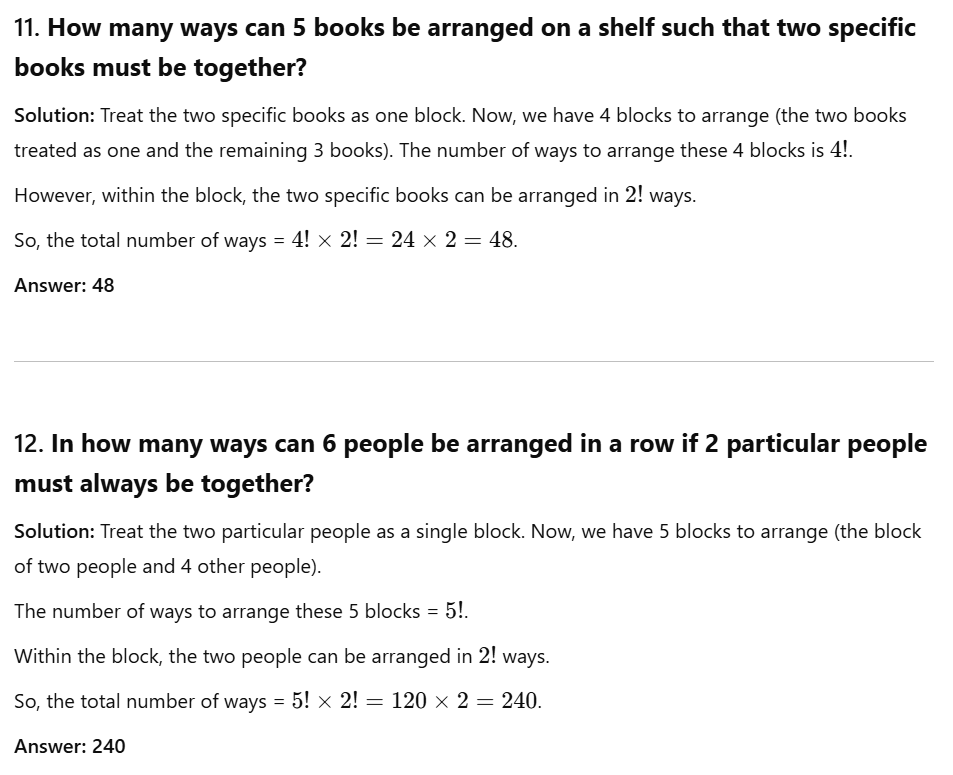 11. How many ways can 5 books be arranged on a shelf such that two specific
books must be together?
Solution: Treat the two specific books as one block. Now, we have 4 blocks to arrange (the two books
treated as one and the remaining 3 books). The number of ways to arrange these 4 blocks is 4!.
However, within the block, the two specific books can be arranged in 2! ways.
So, the total number of ways = 4! × 2! = 24 × 2 = 48.
Answer: 48
12. In how many ways can 6 people be arranged in a row if 2 particular people
must always be together?
Solution: Treat the two particular people as a single block. Now, we have 5 blocks to arrange (the block
of two people and 4 other people).
The number of ways to arrange these 5 blocks = 5!.
Within the block, the two people can be arranged in 2! ways.
So, the total number of ways = 5! × 2! = 120 × 2 = 240.
Answer: 240